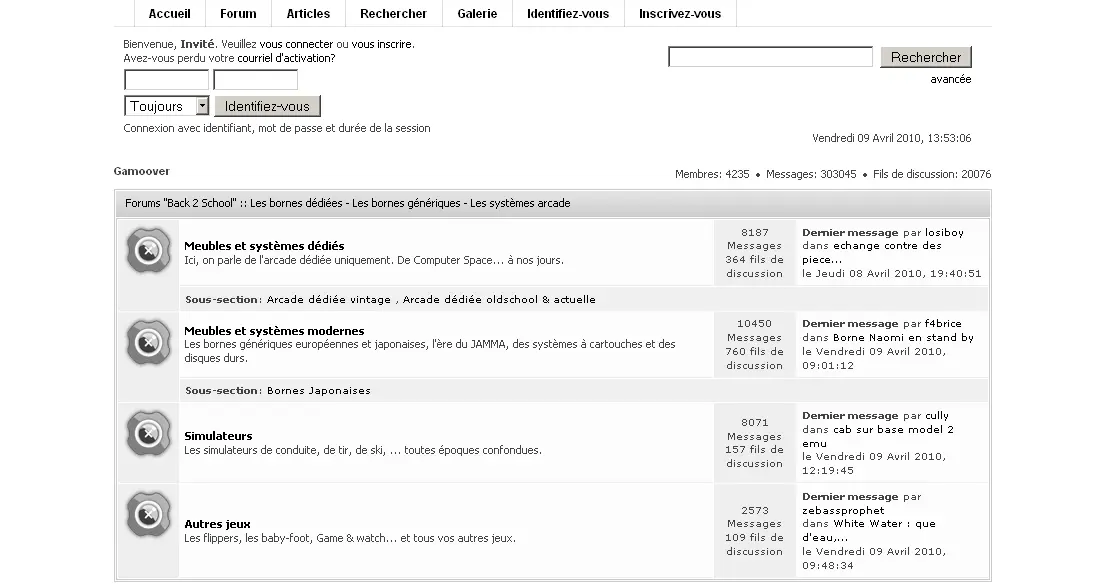 Accueil Forum Articles Rechercher Galerie Identifiez-vous Inscrivez-vous
Bienvenue, Invité. Veuillez vous connecter ou vous inscrire.
Avez-vous perdu votre courriel d'activation?
Rechercher
avancée
Toujours Identifiez-vous
Connexion avec identifiant, mot de passe et durée de la session
Vendredi 09 Avril 2010, 13:53:06
Gamoover
Membres: 4235 • Messages: 303045 • Fils de discussion: 20076
Forums "Back 2 School" :: Les bornes dédiées - Les bornes génériques - Les systèmes arcade
Meubles et systèmes dédiés
Ici, on parle de l'arcade dédiée uniquement. De Computer Space... à nos jours.
8187
Messages
364 fils de
discussion
Dernier message par losiboy
dans echange contre des
piece...
le Jeudi 08 Avril 2010, 19:40:51
Sous-section: Arcade dédiée vintage , Arcade dédiée oldschool & actuelle
Meubles et systèmes modernes
Les bornes génériques européennes et japonaises, l'ère du JAMMA, des systèmes à cartouches et des
disques durs.
10450
Messages
760 fils de
discussion
Dernier message par f4brice
dans Borne Naomi en stand by
le Vendredi 09 Avril 2010,
09:01:12
Sous-section: Bornes Japonaises
Simulateurs
Les simulateurs de conduite, de tir, de ski, ... toutes époques confondues.
8071
Messages
157 fils de
discussion
Dernier message par cully
dans cab sur base model 2
emu
le Vendredi 09 Avril 2010,
12:19:45
Autres jeux
Les flippers, les baby-foot, Game & watch... et tous vos autres jeux.
2573
Messages
109 fils de
discussion
Dernier message par
zebassprophet
dans White Water : que
d'eau,...
le Vendredi 09 Avril 2010,
09:48:34